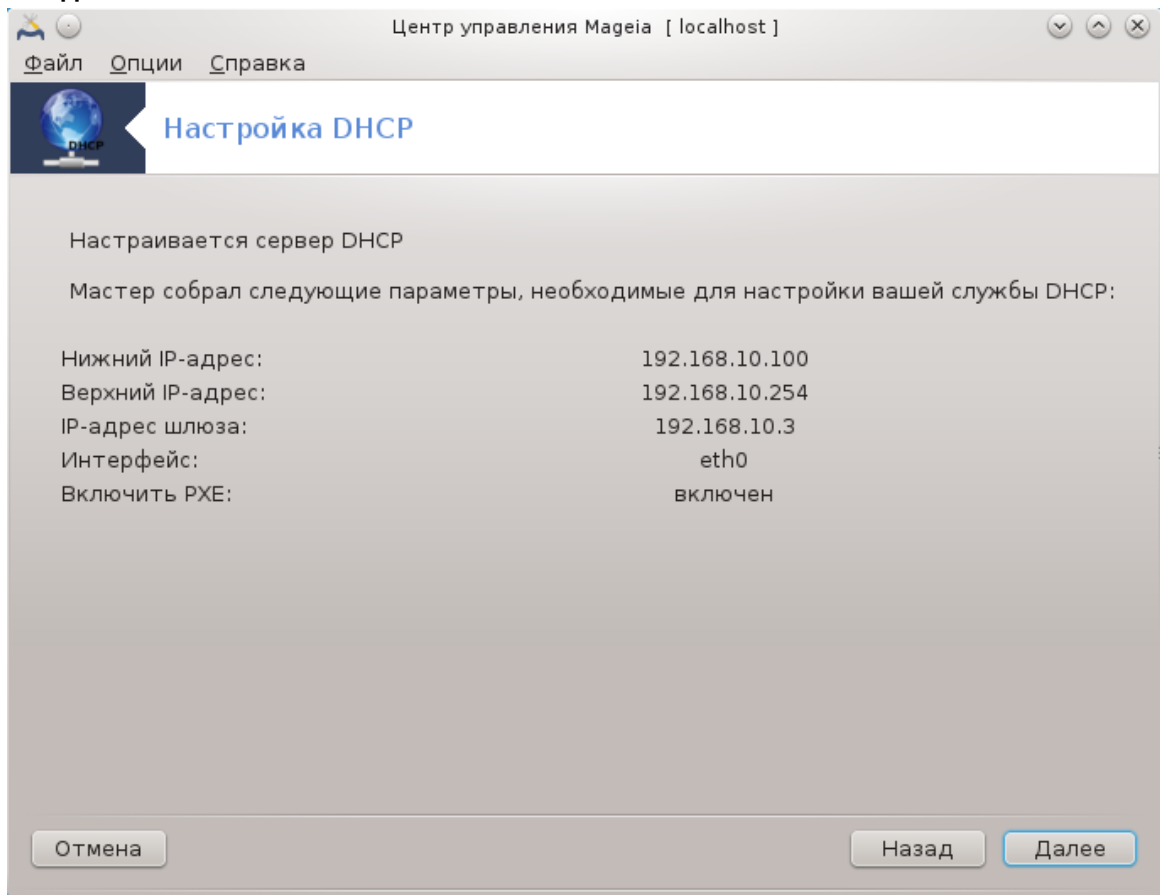 Центр управления Mageia [ localhost ]
Файл Опции Справка
DHCP
Настройка DHCP
Настраивается сервер DHCP
Мастер собрал следующие параметры, необходимые для настройки вашей службы DHCP:
Нижний IP-адрес: 192.168.10.100
Верхний IP-адрес: 192.168.10.254
IP-адрес шлюза: 192.168.10.3
Интерфейс: eth0
Включить PXE: включен
Отмена Назад Далее